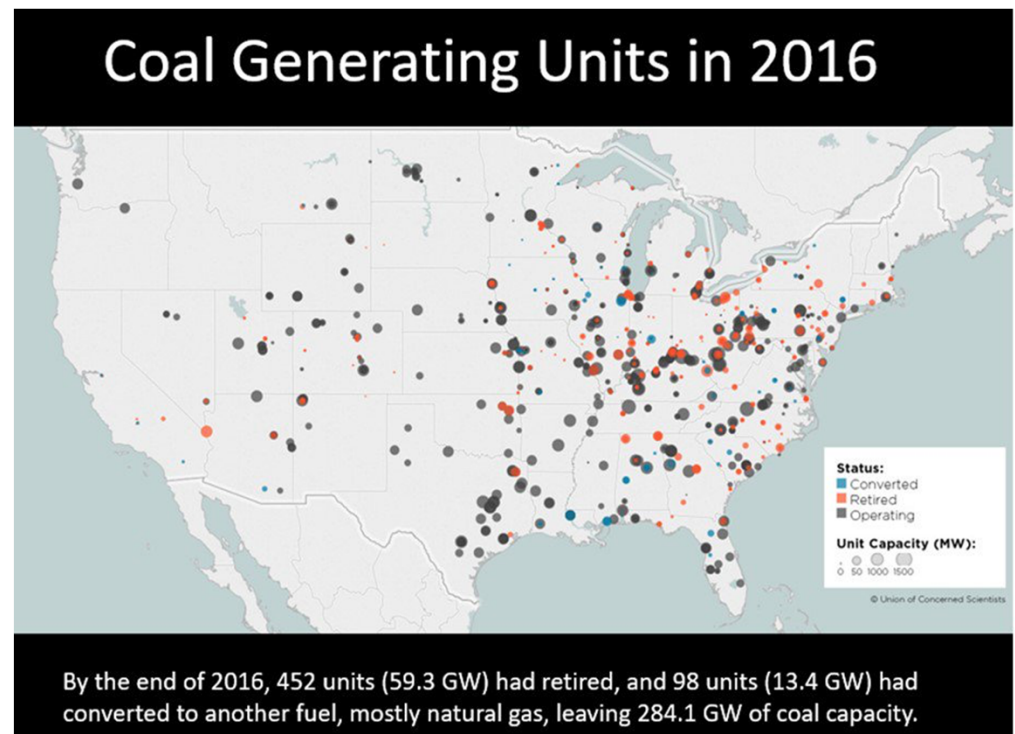 Coal Generating Units in 2016
Status:
Converted
Retired
Operating
Unit Capacity (MW):
0 50 1000 1500
© Union of Concerned Scientists
By the end of 2016, 452 units (59.3 GW) had retired, and 98 units (13.4 GW) had
converted to another fuel, mostly natural gas, leaving 284.1 GW of coal capacity.